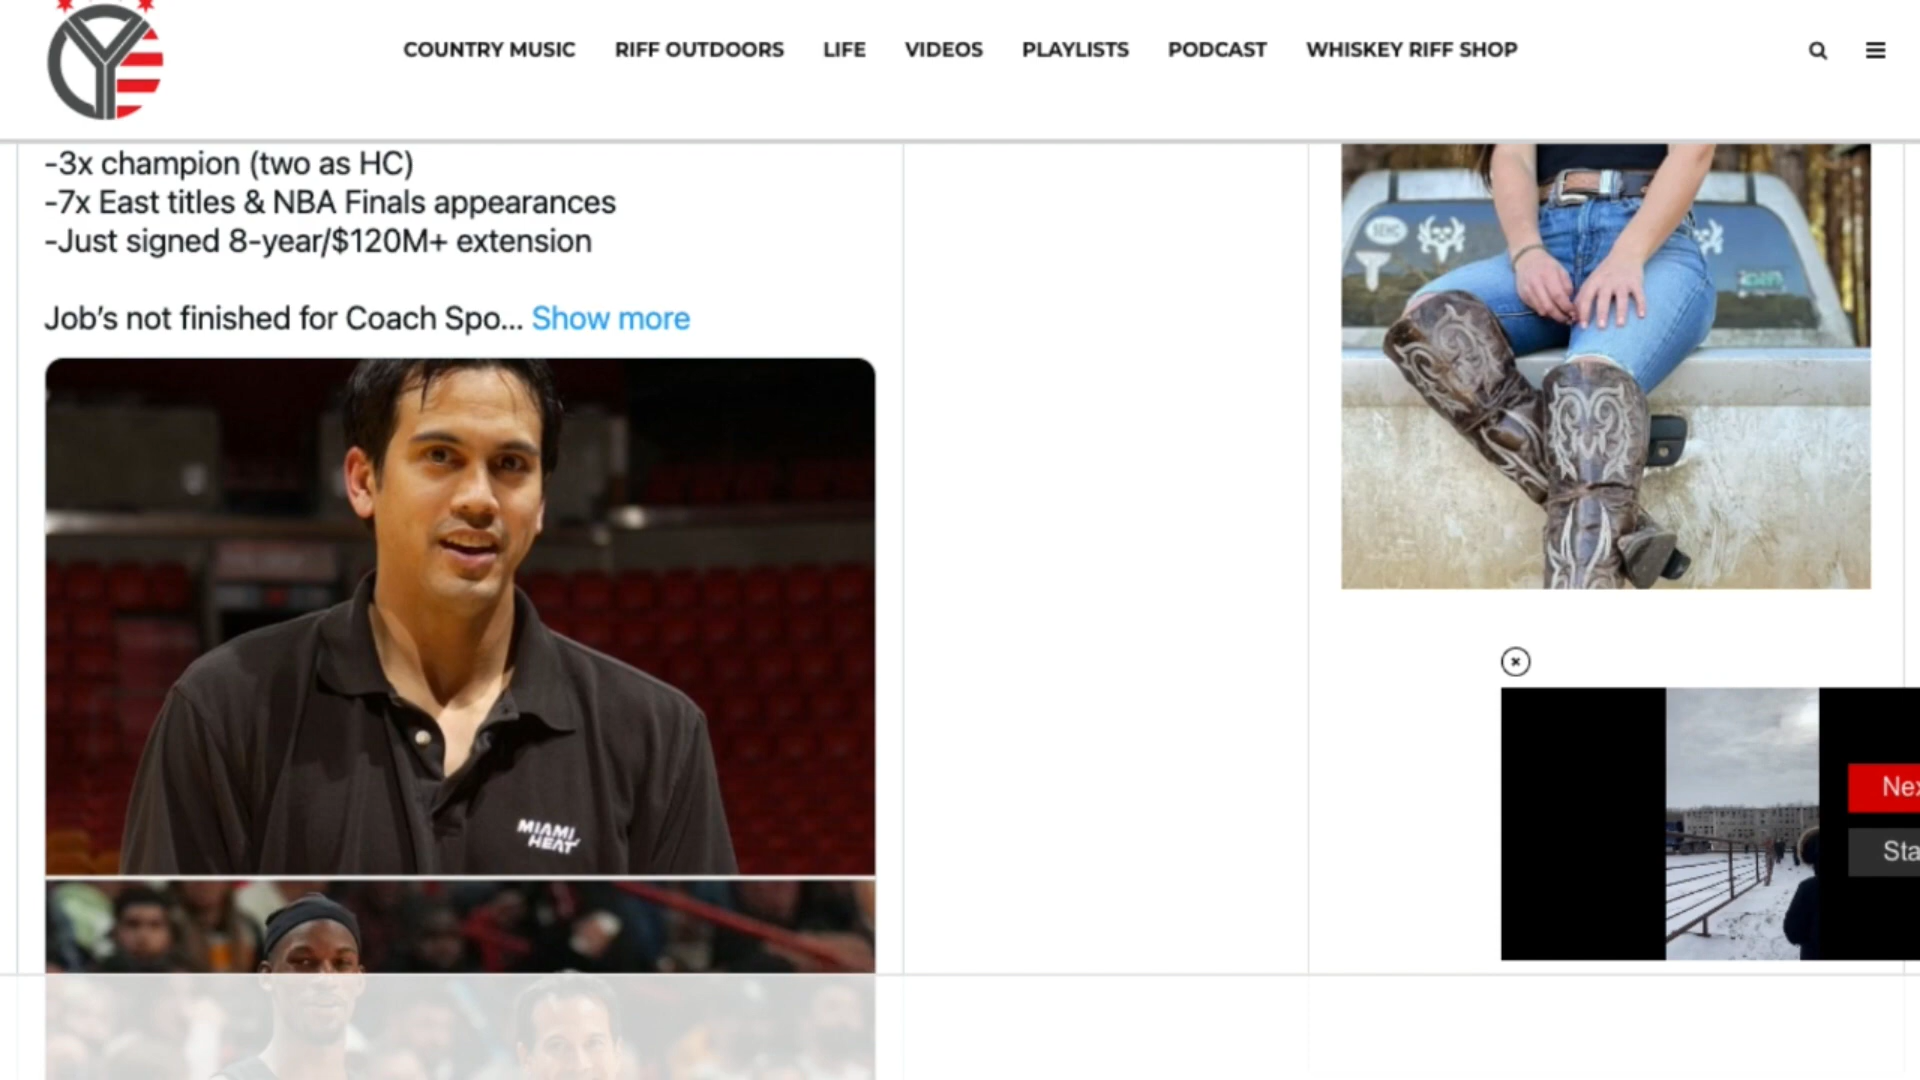 COUNTRY MUSIC RIFF OUTDOORS LIFE VIDEOS PLAYLISTS PODCAST WHISKEY RIFF SHOP
-3x champion (two as HC)
-7x East titles & NBA Finals appearances
-Just signed 8-year/$120M+ extension
Job’s not finished for Coach Spo... Show more
MIAMI
HEAT
Nex
Sta